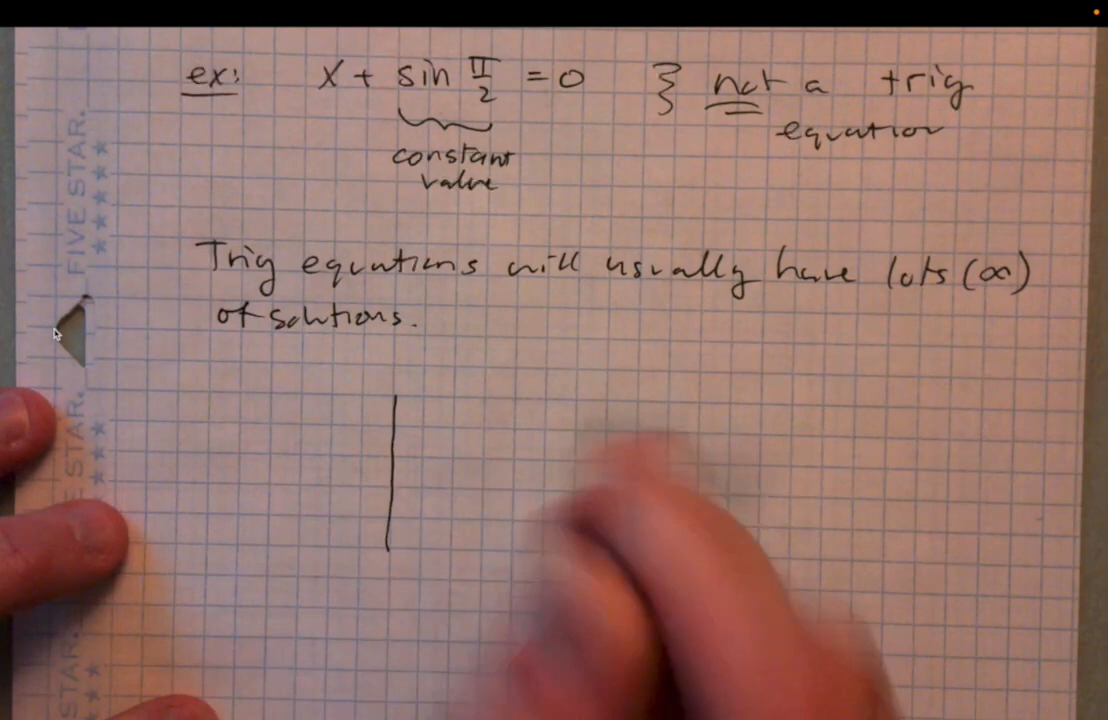 ex: x + sin π/2 = 0 } not a trig
equation
constant
value
Trig equations will usually have lots (∞)
of solutions.
FIVE STAR.
FIVE STAR.
STAR.